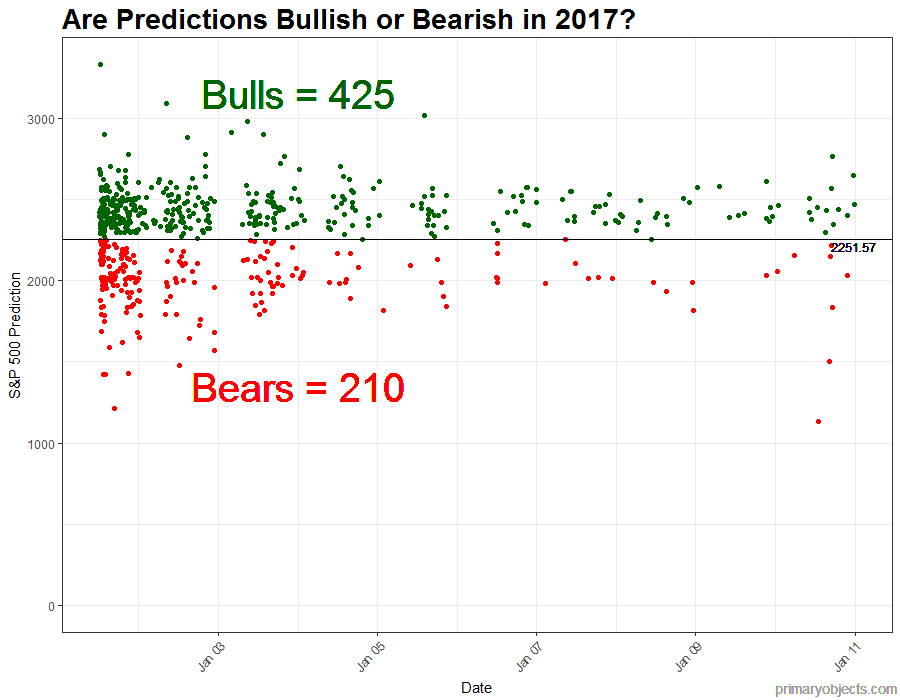 Are Predictions Bullish or Bearish in 2017?
Bulls = 425
3000
2251.57
2000
S&P 500 Prediction
Bears = 210
1000
0
Jan 03
Jan 05
Jan 07
Jan 09
Jan 11
Date
primaryobjects.com